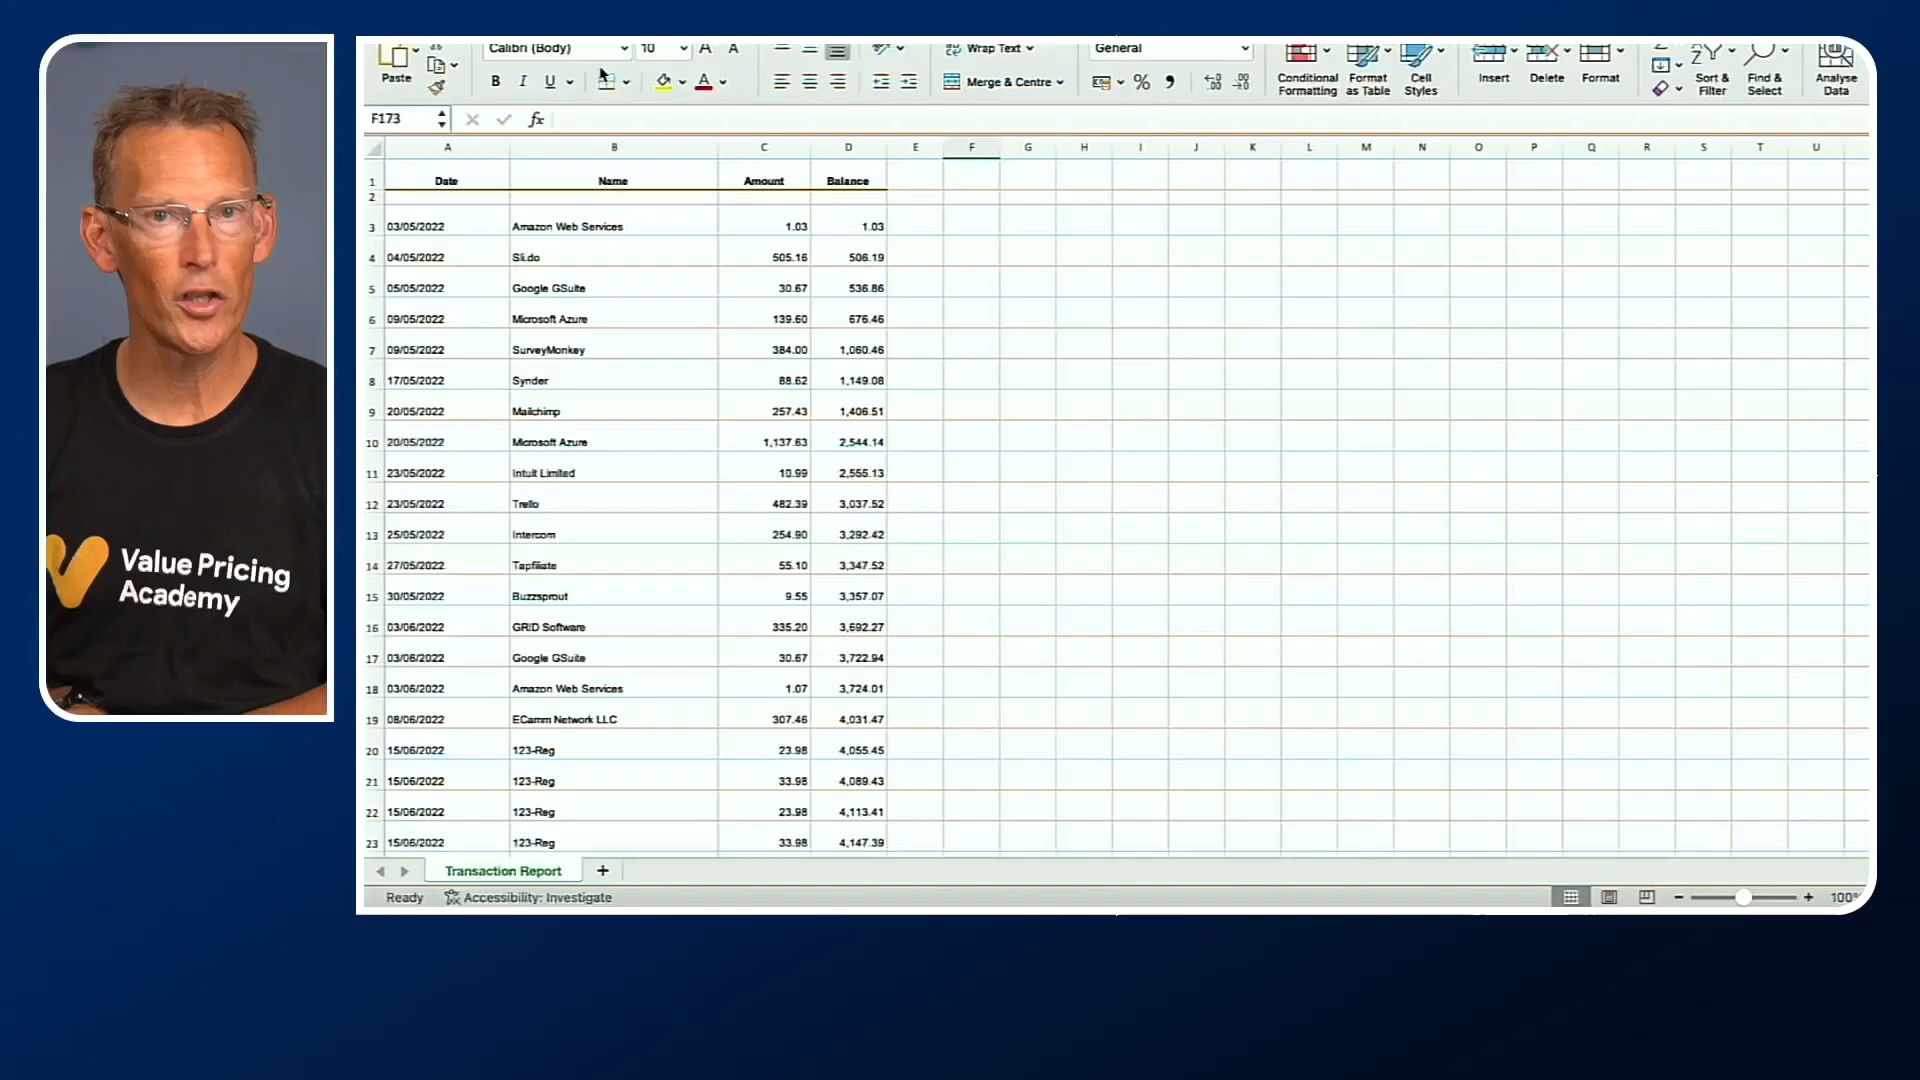 Calibri (Body) 10 A A Wrap Text General
Paste B I U A Merge & Centre % Conditional Formatting Format as Table Cell Styles Insert Delete Format Sort & Filter Find & Select Analyse Data
F173 fx
A B C D E F G H I J K L M N O P Q R S T U
1 Date Name Amount Balance
2
3 03/05/2022 Amazon Web Services 1.03 1.03
4 04/05/2022 Sli.do 505.16 506.19
5 05/05/2022 Google GSuite 30.67 536.86
6 09/05/2022 Microsoft Azure 139.60 676.46
7 09/05/2022 SurveyMonkey 384.00 1,060.46
8 17/05/2022 Synder 88.62 1,149.08
9 20/05/2022 Mailchimp 257.43 1,406.51
10 20/05/2022 Microsoft Azure 1,137.63 2,544.14
11 23/05/2022 Intuit Limited 10.99 2,555.13
12 23/05/2022 Trello 482.39 3,037.52
13 25/05/2022 Intercom 254.90 3,292.42
14 27/05/2022 Tapfiliate 55.10 3,347.52
15 30/05/2022 Buzzsprout 9.55 3,357.07
16 03/06/2022 GRID Software 335.20 3,692.27
17 03/06/2022 Google GSuite 30.67 3,722.94
18 03/06/2022 Amazon Web Services 1.07 3,724.01
19 08/06/2022 ECamm Network LLC 307.46 4,031.47
20 15/06/2022 123-Reg 23.98 4,055.45
21 15/06/2022 123-Reg 33.98 4,089.43
22 15/06/2022 123-Reg 23.98 4,113.41
23 15/06/2022 123-Reg 33.98 4,147.39
Transaction Report
Ready Accessibility: Investigate 100%
Value Pricing
Academy